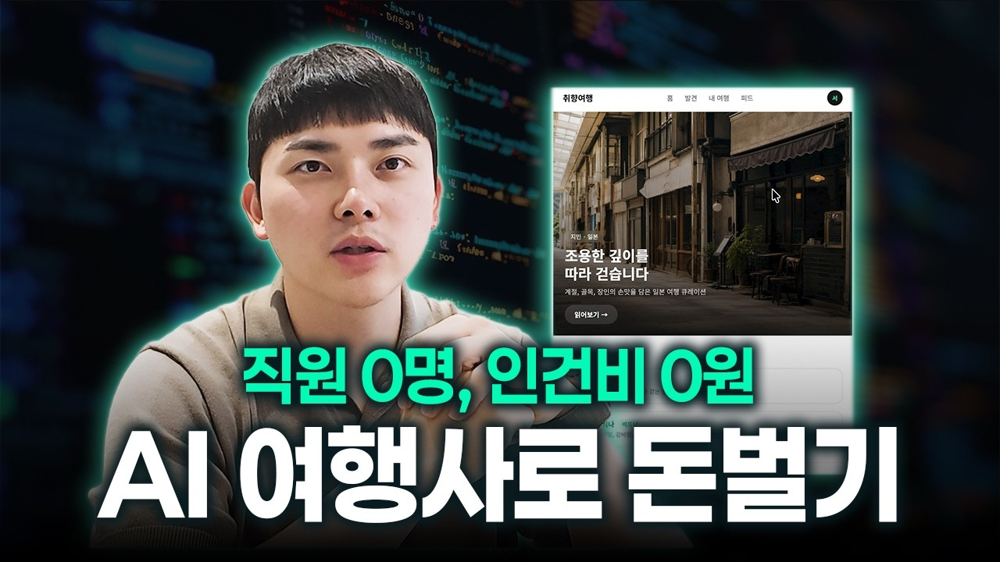 취향여행
홈 발견 내 여행 피드
서
지민 · 일본
조용한 깊이를
따라 걷습니다
계절, 골목, 장인의 손맛을 담은 일본 여행 큐레이션
읽어보기 →
직원 0명, 인건비 0원
AI 여행사로 돈벌기